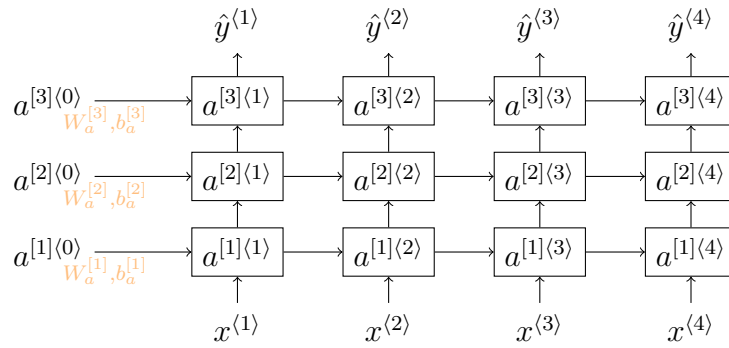 ŷ⟨1⟩ ŷ⟨2⟩ ŷ⟨3⟩ ŷ⟨4⟩
a[3]⟨0⟩ a[3]⟨1⟩ a[3]⟨2⟩ a[3]⟨3⟩ a[3]⟨4⟩
W_a^{[3]},b_a^{[3]}
a[2]⟨0⟩ a[2]⟨1⟩ a[2]⟨2⟩ a[2]⟨3⟩ a[2]⟨4⟩
W_a^{[2]},b_a^{[2]}
a[1]⟨0⟩ a[1]⟨1⟩ a[1]⟨2⟩ a[1]⟨3⟩ a[1]⟨4⟩
W_a^{[1]},b_a^{[1]}
x⟨1⟩ x⟨2⟩ x⟨3⟩ x⟨4⟩